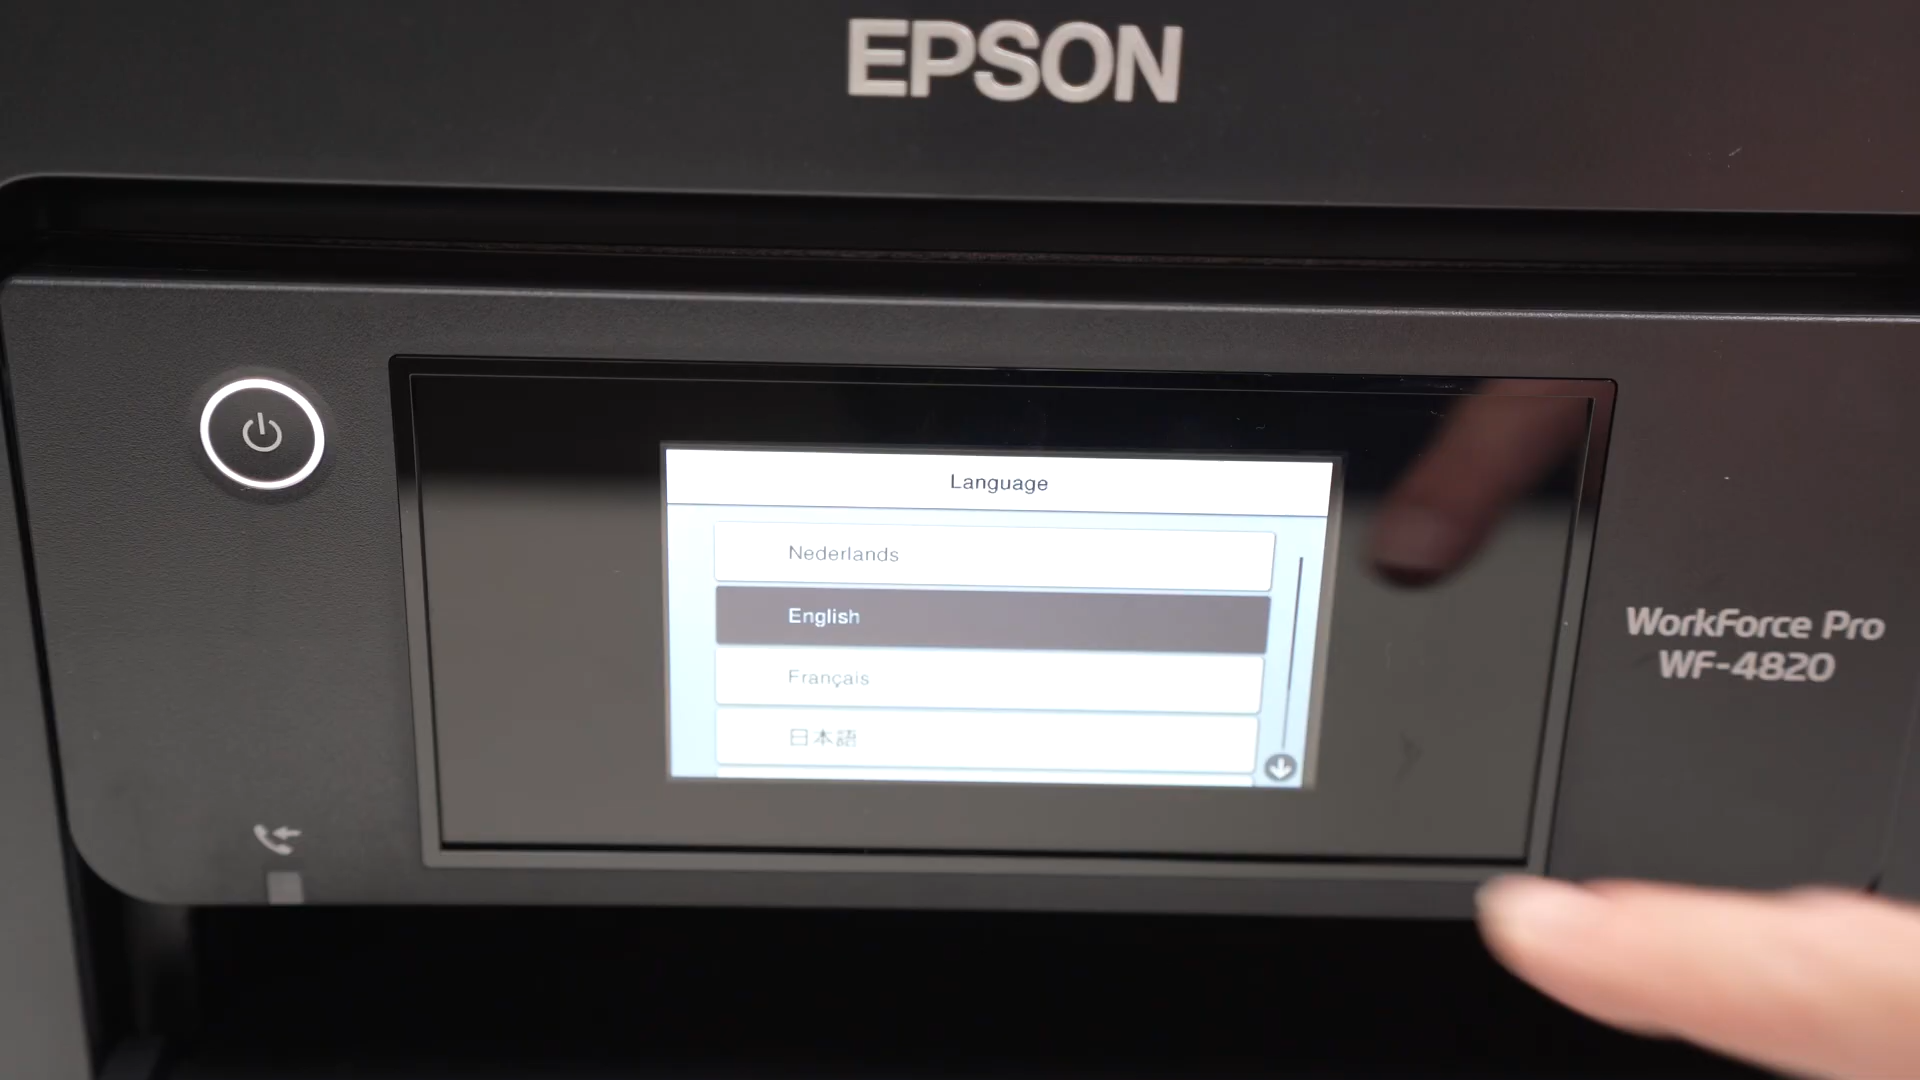 EPSON
Language
Nederlands
English
Français
日本語
WorkForce Pro
WF-4820